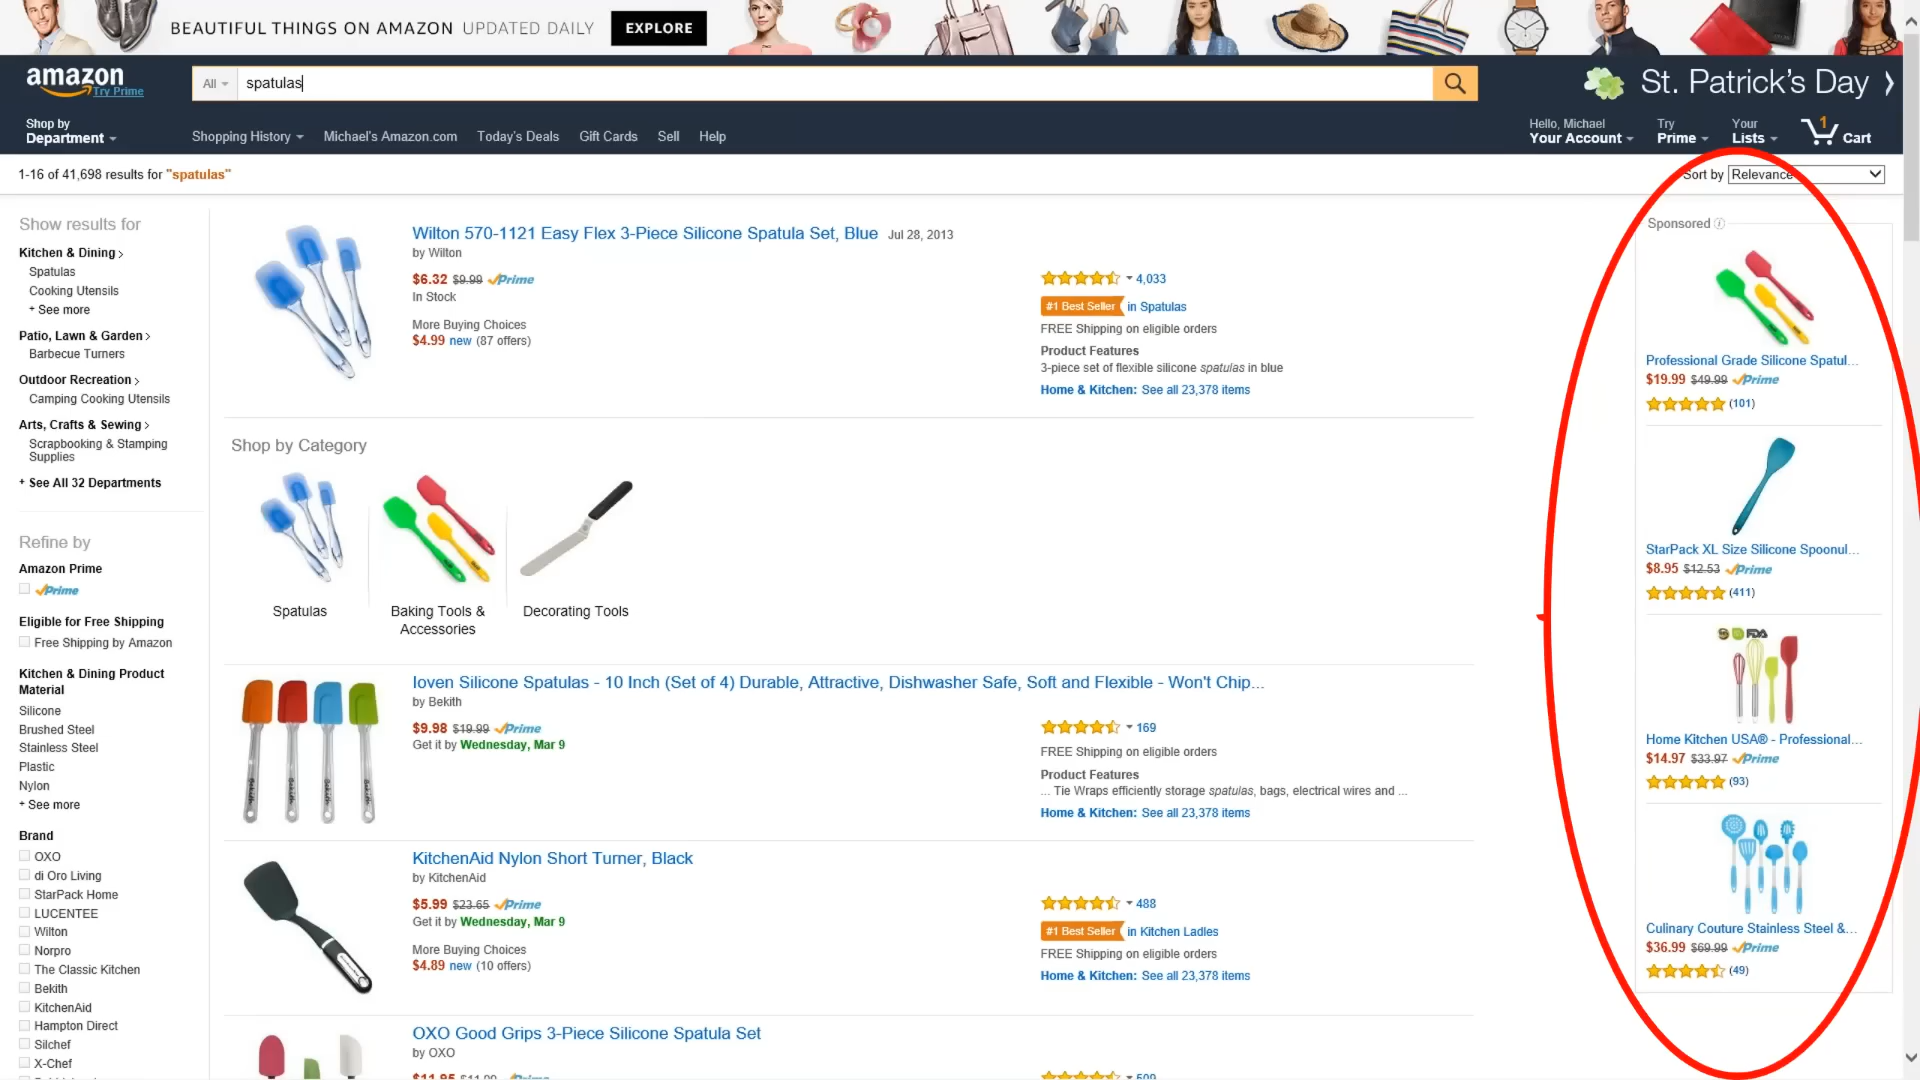 BEAUTIFUL THINGS ON AMAZON UPDATED DAILY EXPLORE
amazon
Try Prime
All
spatulas
St. Patrick's Day
Shop by
Department
Shopping History
Michael's Amazon.com
Today's Deals
Gift Cards
Sell
Help
Hello, Michael
Your Account
Try
Prime
Your
Lists
1
Cart
1-16 of 41,698 results for "spatulas"
Sort by Relevance
Show results for
Kitchen & Dining
Spatulas
Cooking Utensils
+ See more
Patio, Lawn & Garden
Barbecue Turners
Outdoor Recreation
Camping Cooking Utensils
Arts, Crafts & Sewing
Scrapbooking & Stamping
Supplies
+ See All 32 Departments
Refine by
Amazon Prime
Prime
Eligible for Free Shipping
Free Shipping by Amazon
Kitchen & Dining Product
Material
Silicone
Brushed Steel
Stainless Steel
Plastic
Nylon
+ See more
Brand
OXO
di Oro Living
StarPack Home
LUCENTEE
Wilton
Norpro
The Classic Kitchen
Bekith
KitchenAid
Hampton Direct
Silchef
X-Chef
Wilton 570-1121 Easy Flex 3-Piece Silicone Spatula Set, Blue Jul 28, 2013
by Wilton
$6.32 $9.99 Prime
In Stock
More Buying Choices
$4.99 new (87 offers)
4,033
#1 Best Seller in Spatulas
FREE Shipping on eligible orders
Product Features
3-piece set of flexible silicone spatulas in blue
Home & Kitchen: See all 23,378 items
Shop by Category
Spatulas
Baking Tools &
Accessories
Decorating Tools
Ioven Silicone Spatulas - 10 Inch (Set of 4) Durable, Attractive, Dishwasher Safe, Soft and Flexible - Won't Chip...
by Bekith
$9.98 $19.99 Prime
Get it by Wednesday, Mar 9
169
FREE Shipping on eligible orders
Product Features
... Tie Wraps efficiently storage spatulas, bags, electrical wires and ...
Home & Kitchen: See all 23,378 items
KitchenAid Nylon Short Turner, Black
by KitchenAid
$5.99 $23.65 Prime
Get it by Wednesday, Mar 9
More Buying Choices
$4.89 new (10 offers)
488
#1 Best Seller in Kitchen Ladles
FREE Shipping on eligible orders
Home & Kitchen: See all 23,378 items
OXO Good Grips 3-Piece Silicone Spatula Set
by OXO
$11.95 $11.99 Prime
509
Sponsored
Professional Grade Silicone Spatul...
$19.99 $49.99 Prime
(101)
StarPack XL Size Silicone Spoonul...
$8.95 $12.53 Prime
(411)
FDA
Home Kitchen USA® - Professional...
$14.97 $33.97 Prime
(93)
Culinary Couture Stainless Steel &...
$36.99 $69.99 Prime
(49)